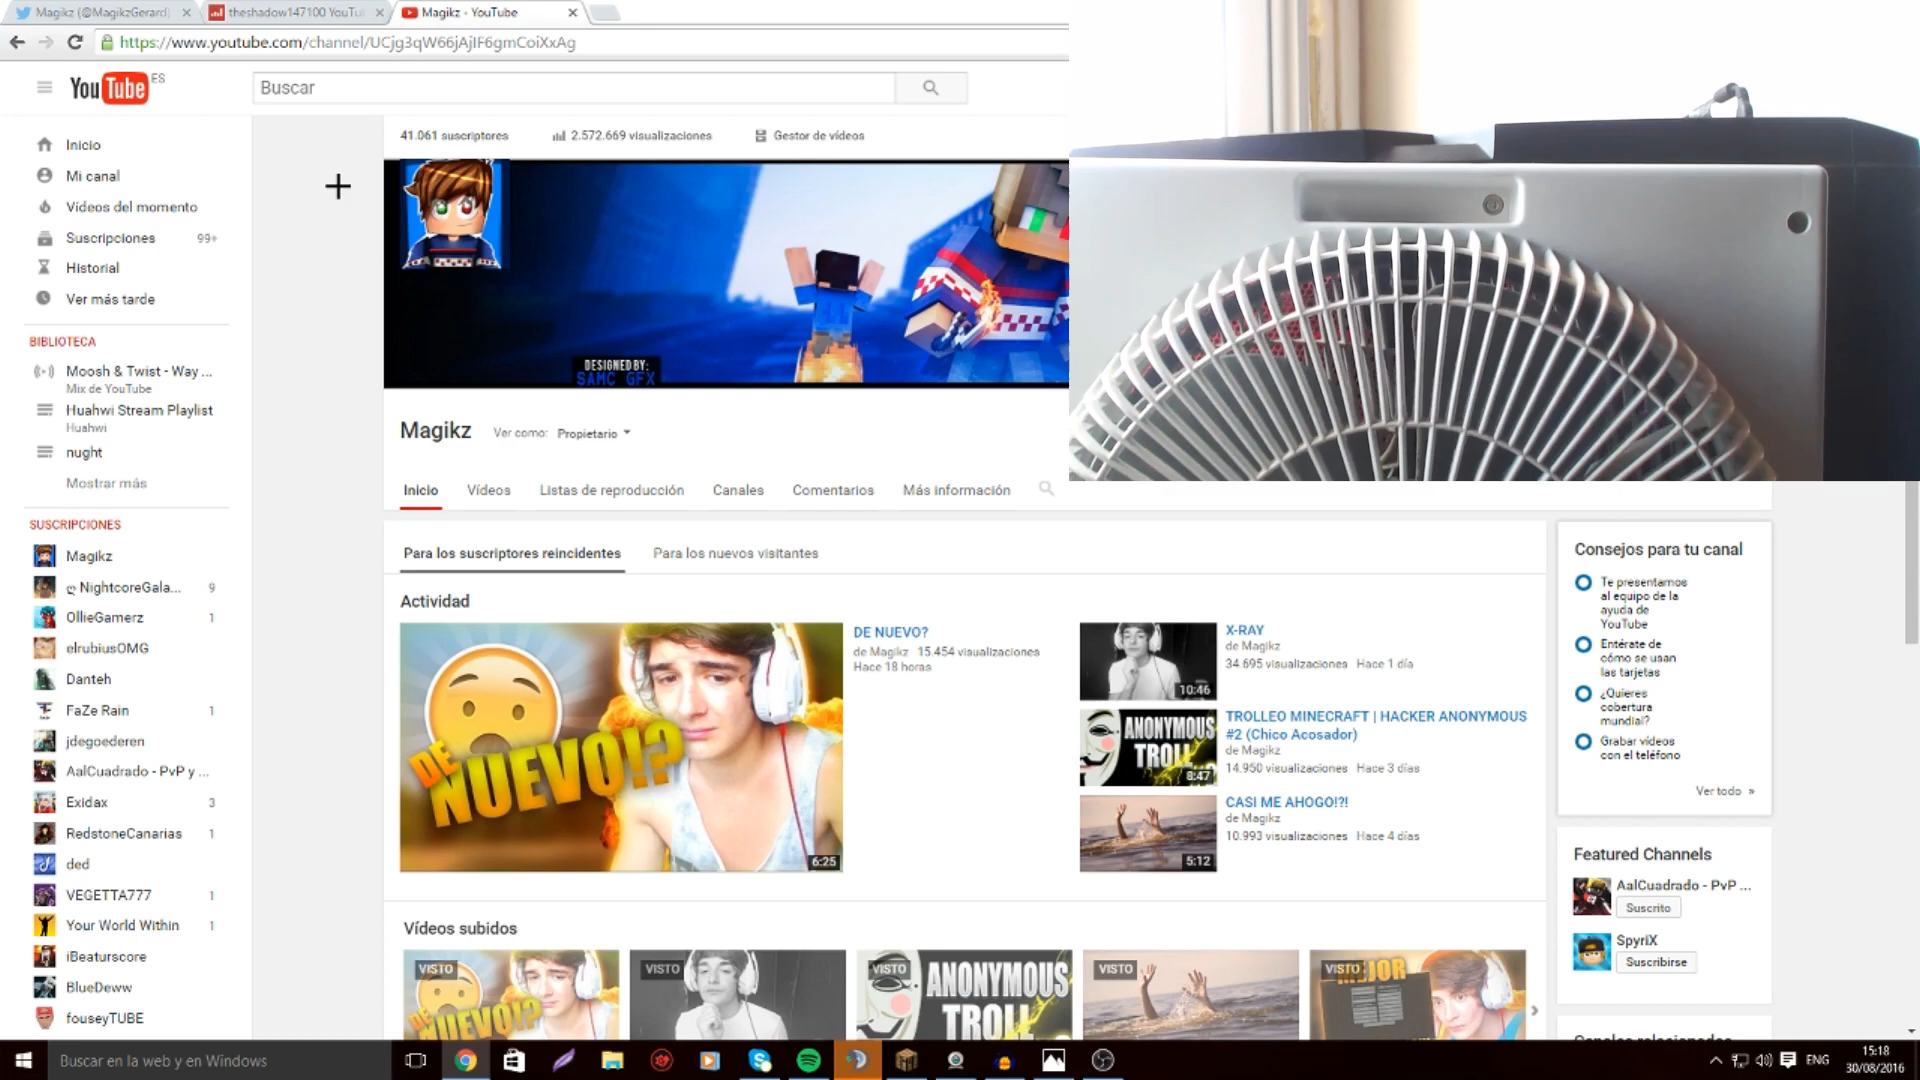 Magikz (@MagikzGerard)
theshadow147100 YouTu
Magikz - YouTube
https://www.youtube.com/channel/UCjg3qW66jAjIF6gmCoiXxAg
YouTube ES
Buscar
41.061 suscriptores
2.572.669 visualizaciones
Gestor de vídeos
Inicio
Mi canal
Vídeos del momento
Suscripciones 99+
Historial
Ver más tarde
BIBLIOTECA
Moosh & Twist - Way ...
Mix de YouTube
Huahwi Stream Playlist
Huahwi
nught
Mostrar más
SUSCRIPCIONES
Magikz
ღ NightcoreGala... 9
OllieGamerz 1
elrubiusOMG
Danteh
FaZe Rain 1
jdegoederen
AalCuadrado - PvP y ...
Exidax 3
RedstoneCanarias 1
ded
VEGETTA777 1
Your World Within 1
iBeaturscore
BlueDeww
fouseyTUBE
DESIGNED BY:
SAMC GFX
Magikz
Ver como: Propietario
Inicio Vídeos Listas de reproducción Canales Comentarios Más información
Para los suscriptores reincidentes
Para los nuevos visitantes
Actividad
DE NUEVO!?
6:25
DE NUEVO?
de Magikz 15.454 visualizaciones
Hace 18 horas
10:46
X-RAY
de Magikz
34.695 visualizaciones Hace 1 día
ANONYMOUS
TROLL
8:47
TROLLEO MINECRAFT | HACKER ANONYMOUS
#2 (Chico Acosador)
de Magikz
14.950 visualizaciones Hace 3 días
5:12
CASI ME AHOGO!?!
de Magikz
10.993 visualizaciones Hace 4 días
Vídeos subidos
VISTO
DE NUEVO!?
VISTO
VISTO
ANONYMOUS
TROLL
VISTO
VISTO
MEJOR
Consejos para tu canal
Te presentamos
al equipo de la
ayuda de
YouTube
Entérate de
cómo se usan
las tarjetas
¿Quieres
cobertura
mundial?
Grabar vídeos
con el teléfono
Ver todo »
Featured Channels
AalCuadrado - PvP ...
Suscrito
SpyriX
Suscribirse
Canales relacionados
Buscar en la web y en Windows
ENG
15:18
30/08/2016